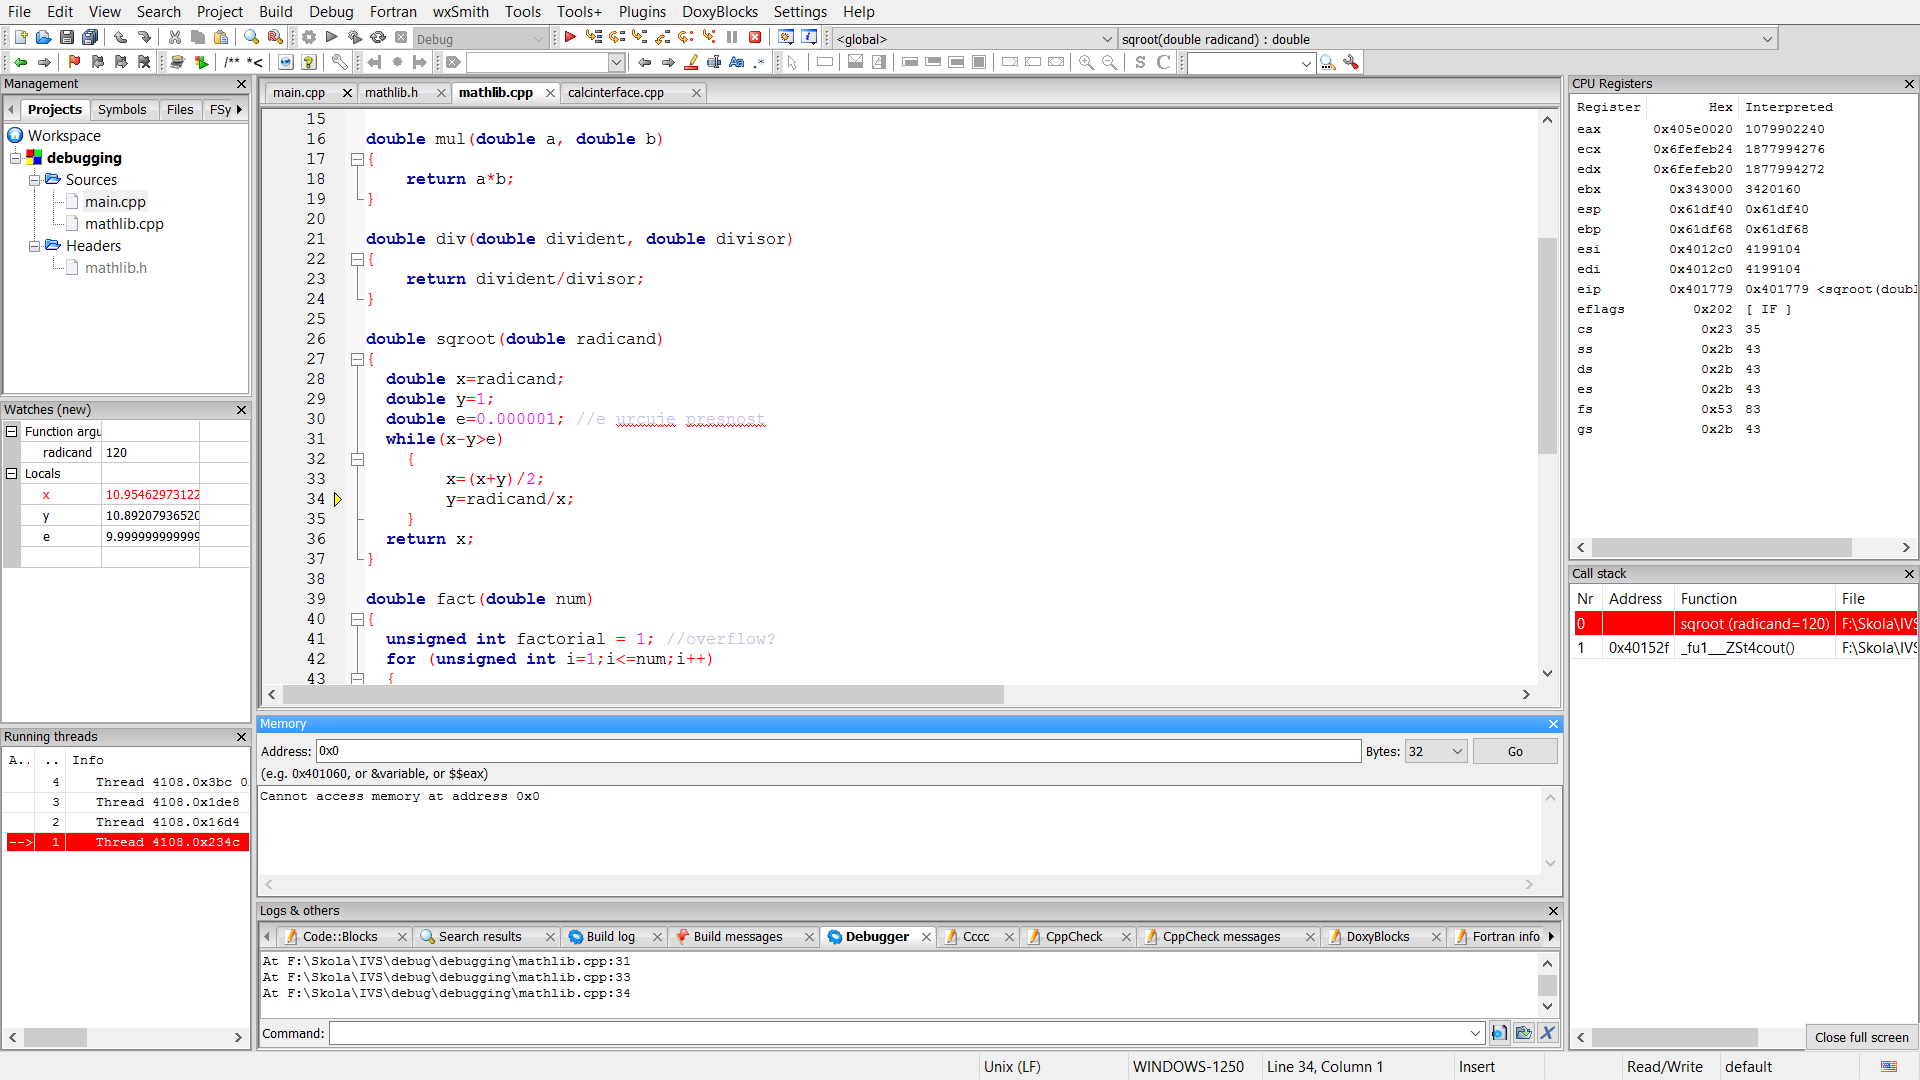 File Edit View Search Project Build Debug Fortran wxSmith Tools Tools+ Plugins DoxyBlocks Settings Help
Debug <global> sqroot(double radicand) : double
/** *<
S C
Management
Projects Symbols Files FSy
Workspace
debugging
Sources
main.cpp
mathlib.cpp
Headers
mathlib.h
Watches (new)
Function argu
radicand 120
Locals
x 10.95462973122
y 10.89207936520
e 9.999999999999
Running threads
A.. .. Info
4 Thread 4108.0x3bc 0
3 Thread 4108.0x1de8
2 Thread 4108.0x16d4
--> 1 Thread 4108.0x234c
main.cpp mathlib.h mathlib.cpp calcinterface.cpp
15
16 double mul(double a, double b)
17 {
18 return a*b;
19 }
20
21 double div(double divident, double divisor)
22 {
23 return divident/divisor;
24 }
25
26 double sqroot(double radicand)
27 {
28 double x=radicand;
29 double y=1;
30 double e=0.000001; //e urcuje presnost
31 while(x-y>e)
32 {
33 x=(x+y)/2;
34 y=radicand/x;
35 }
36 return x;
37 }
38
39 double fact(double num)
40 {
41 unsigned int factorial = 1; //overflow?
42 for (unsigned int i=1;i<=num;i++)
43 {
Memory
Address: 0x0 Bytes: 32 Go
(e.g. 0x401060, or &variable, or $$eax)
Cannot access memory at address 0x0
Logs & others
Code::Blocks Search results Build log Build messages Debugger Cccc CppCheck CppCheck messages DoxyBlocks Fortran info
At F:\Skola\IVS\debug\debugging\mathlib.cpp:31
At F:\Skola\IVS\debug\debugging\mathlib.cpp:33
At F:\Skola\IVS\debug\debugging\mathlib.cpp:34
Command:
CPU Registers
Register Hex Interpreted
eax 0x405e0020 1079902240
ecx 0x6fefeb24 1877994276
edx 0x6fefeb20 1877994272
ebx 0x343000 3420160
esp 0x61df40 0x61df40
ebp 0x61df68 0x61df68
esi 0x4012c0 4199104
edi 0x4012c0 4199104
eip 0x401779 0x401779 <sqroot(doubl
eflags 0x202 [ IF ]
cs 0x23 35
ss 0x2b 43
ds 0x2b 43
es 0x2b 43
fs 0x53 83
gs 0x2b 43
Call stack
Nr Address Function File
0 sqroot (radicand=120) F:\Skola\IVS
1 0x40152f _fu1___ZSt4cout() F:\Skola\IVS
Close full screen
Unix (LF) WINDOWS-1250 Line 34, Column 1 Insert Read/Write default